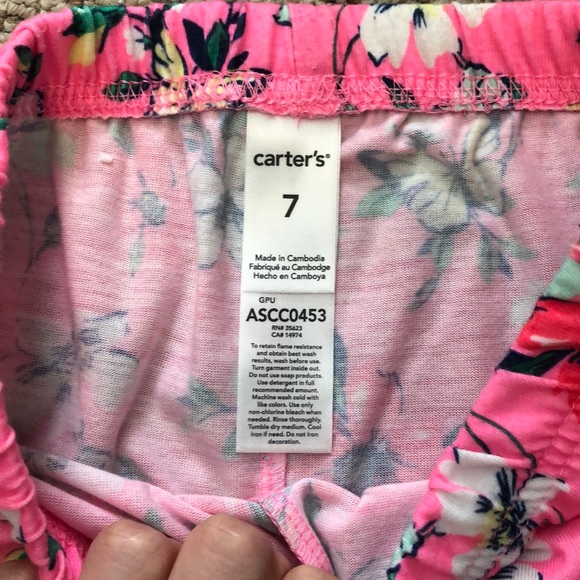 carter's®
7
Made in Cambodia
Fabriqué au Cambodge
Hecho en Camboya
GPU
ASCC0453
RN# 35623
CA# 14974
To retain flame resistance
and obtain best wash
results, wash before use.
Turn garment inside out.
Do not use soap products.
Use detergent in full
recommended amount.
Machine wash cold with
like colors. Use only
non-chlorine bleach when
needed. Rinse thoroughly.
Tumble dry medium. Cool
iron if need. Do not iron
decoration.